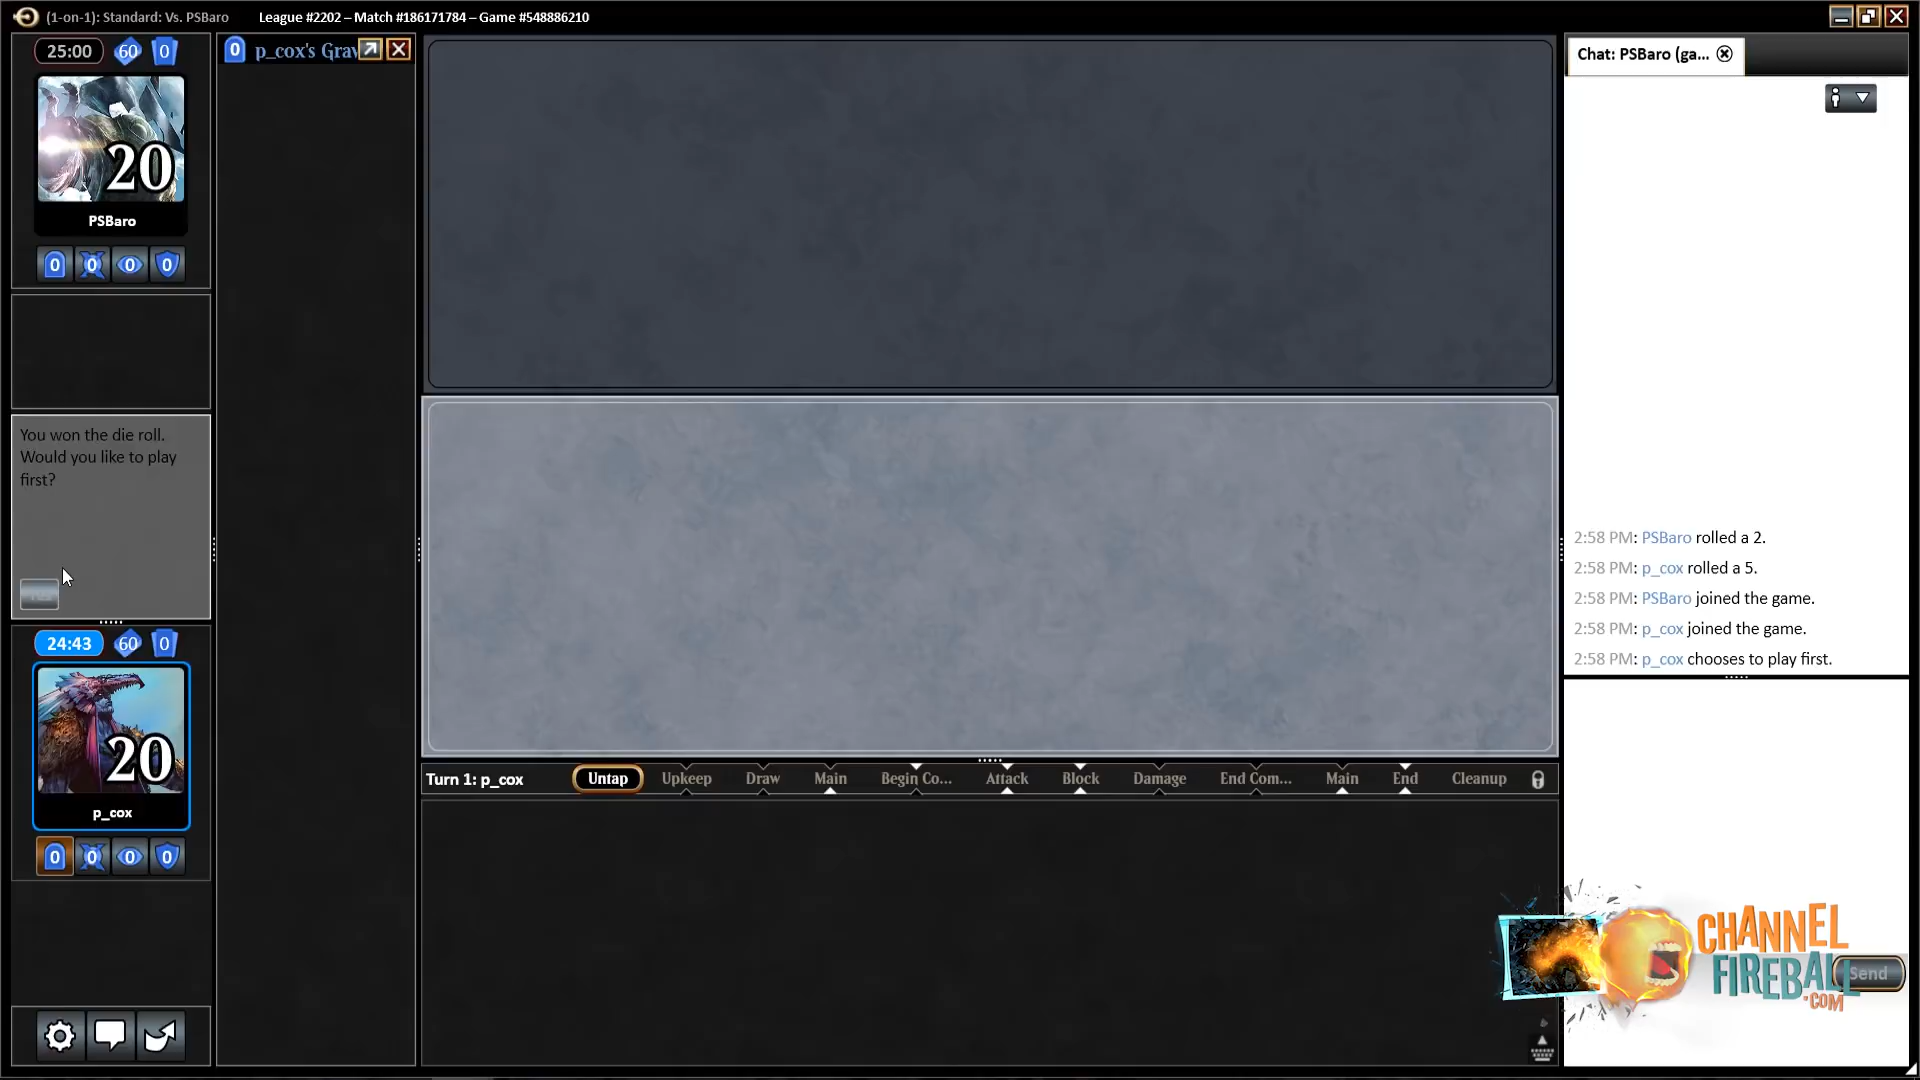 (1-on-1): Standard: Vs. PSBaro
League #2202 – Match #186171784 – Game #548886210
25:00
60
0
20
PSBaro
0
0
0
0
You won the die roll.
Would you like to play
first?
24:43
60
0
20
p_cox
0
0
0
0
0
p_cox's Grav
Turn 1: p_cox
Untap
Upkeep
Draw
Main
Begin Co...
Attack
Block
Damage
End Com...
Main
End
Cleanup
Chat: PSBaro (ga...
2:58 PM: PSBaro rolled a 2.
2:58 PM: p_cox rolled a 5.
2:58 PM: PSBaro joined the game.
2:58 PM: p_cox joined the game.
2:58 PM: p_cox chooses to play first.
CHANNEL
FIREBALL
.COM
Send